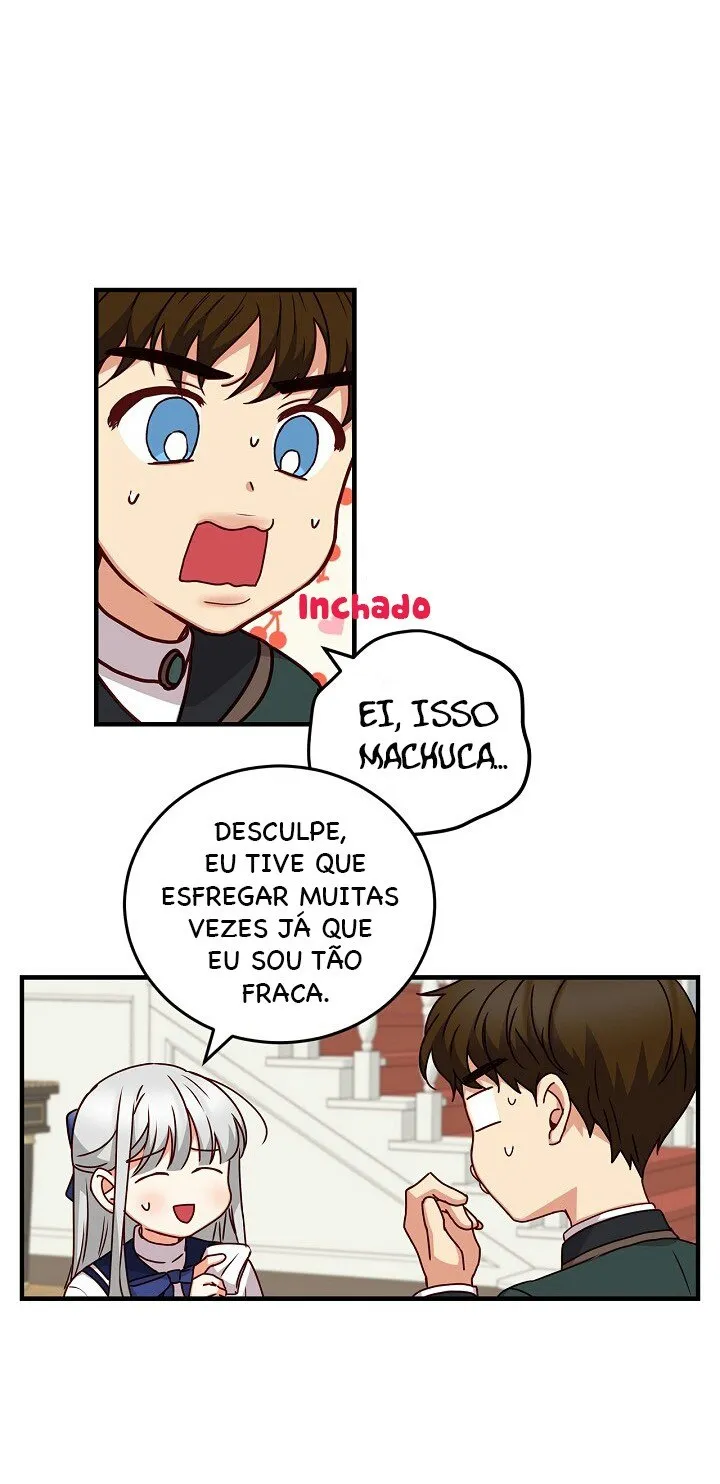 Inchado
EI, ISSO
MACHUCA...
DESCULPE,
EU TIVE QUE
ESFREGAR MUITAS
VEZES JÁ QUE
EU SOU TÃO
FRACA.